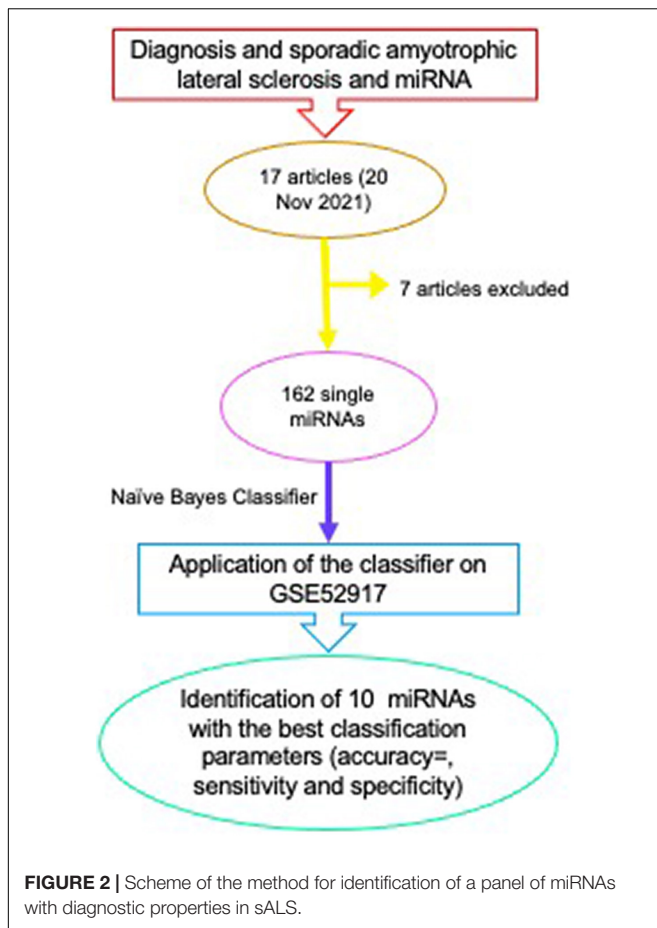 Diagnosis and sporadic amyotrophic
lateral sclerosis and miRNA
17 articles (20
Nov 2021)
7 articles excluded
162 single
miRNAs
Naïve Bayes Classifier
Application of the classifier on
GSE52917
Identification of 10 miRNAs
with the best classification
parameters (accuracy=,
sensitivity and specificity)
FIGURE 2 | Scheme of the method for identification of a panel of miRNAs
with diagnostic properties in sALS.